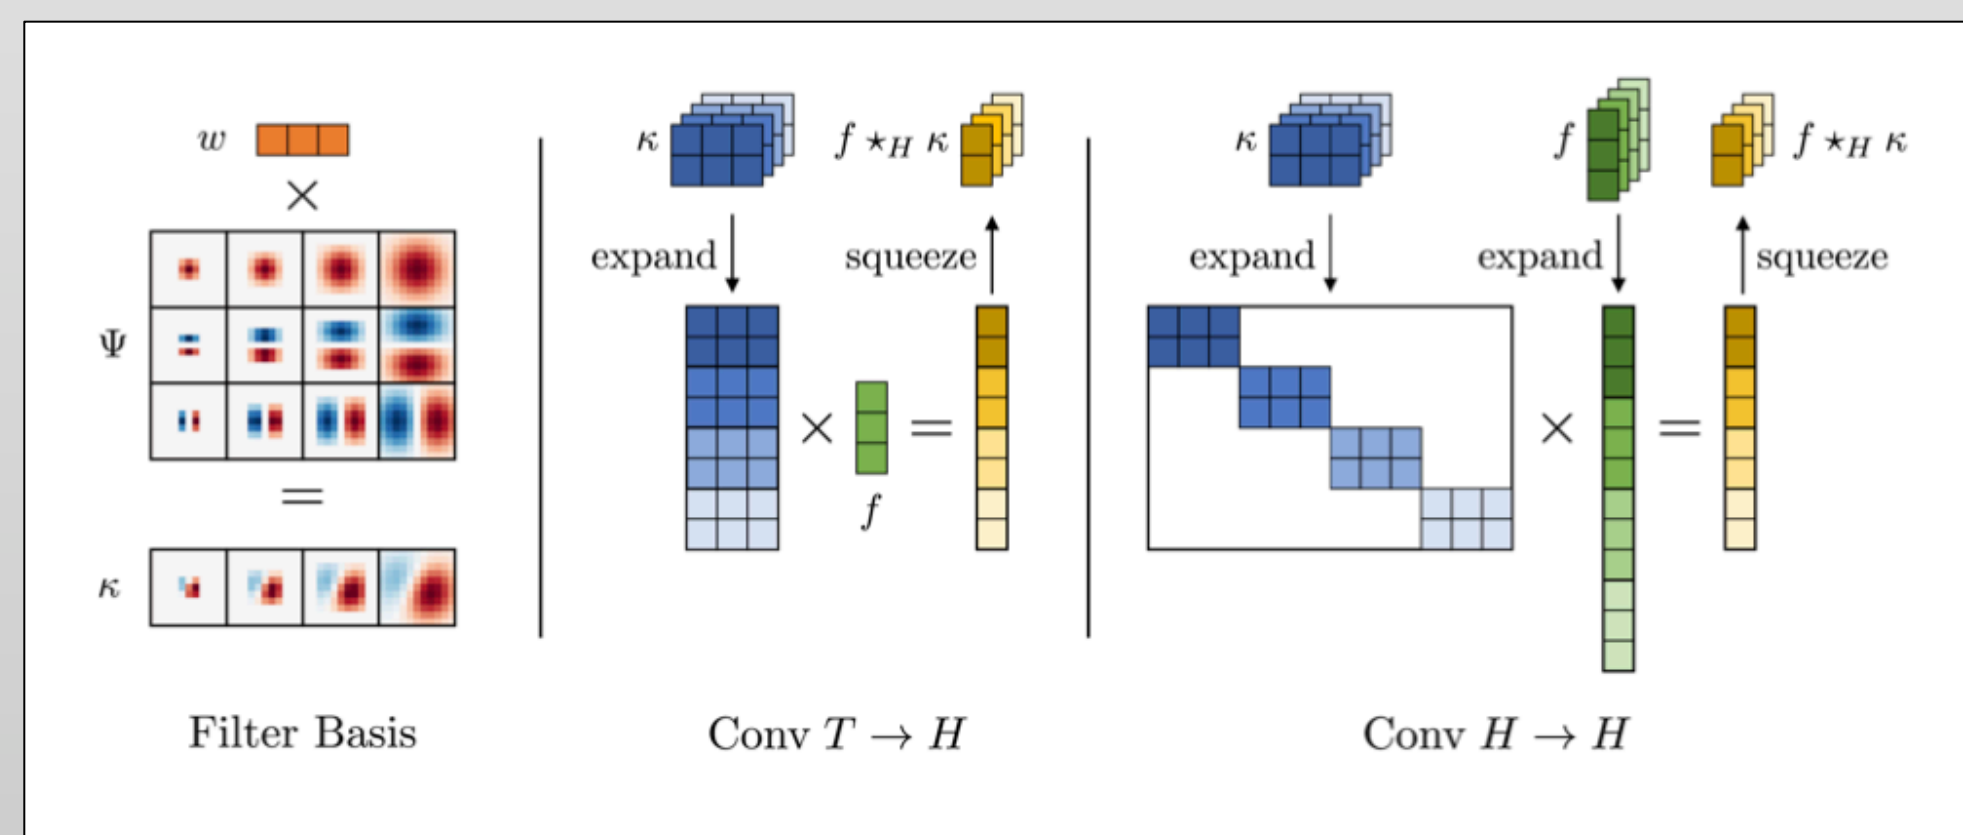 w
×
Ψ
=
κ
Filter Basis
κ
f ⋆H κ
expand
squeeze
×
=
f
Conv T → H
κ
f
f ⋆H κ
expand
expand
squeeze
×
=
Conv H → H